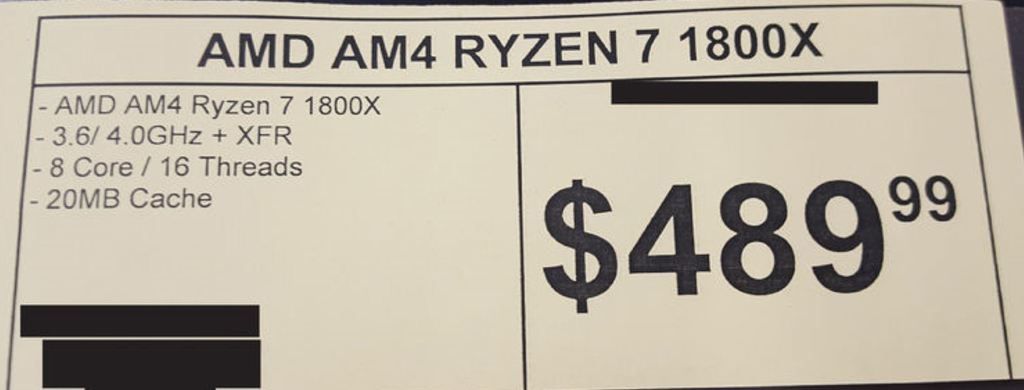 AMD AM4 RYZEN 7 1800X
- AMD AM4 Ryzen 7 1800X
- 3.6/ 4.0GHz + XFR
- 8 Core / 16 Threads
- 20MB Cache
$489 99